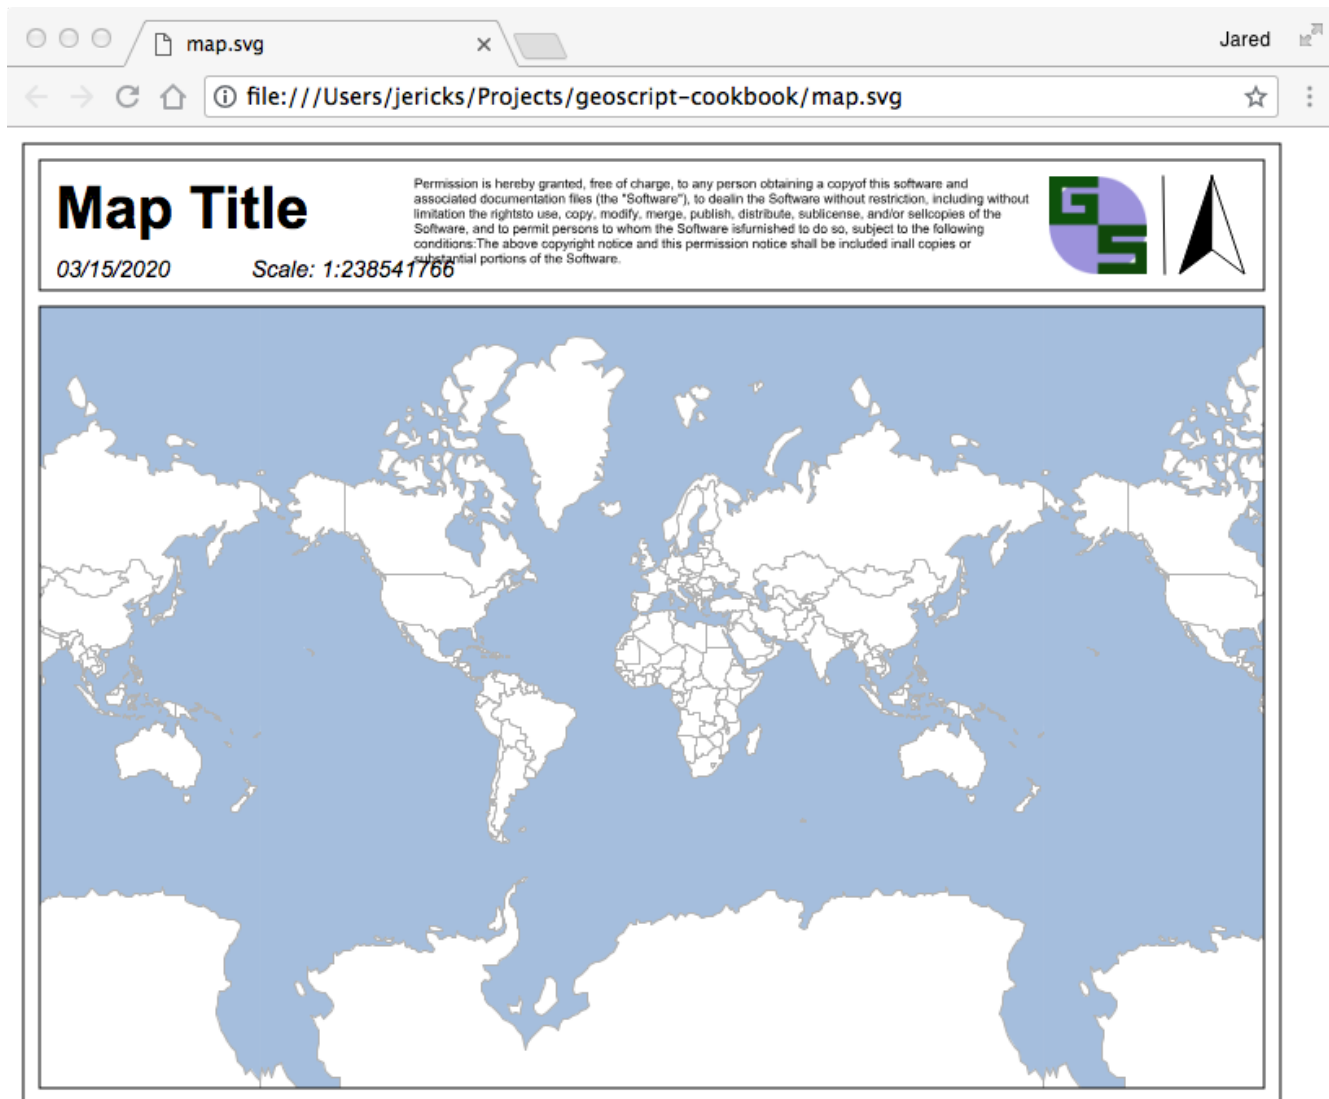 map.svg
Jared
file:///Users/jericks/Projects/geoscript-cookbook/map.svg
Map Title
03/15/2020
Scale: 1:238541766
Permission is hereby granted, free of charge, to any person obtaining a copyof this software and
associated documentation files (the "Software"), to dealin the Software without restriction, including without
limitation the rightsto use, copy, modify, merge, publish, distribute, sublicense, and/or sellcopies of the
Software, and to permit persons to whom the Software isfurnished to do so, subject to the following
conditions:The above copyright notice and this permission notice shall be included inall copies or
substantial portions of the Software.
GS